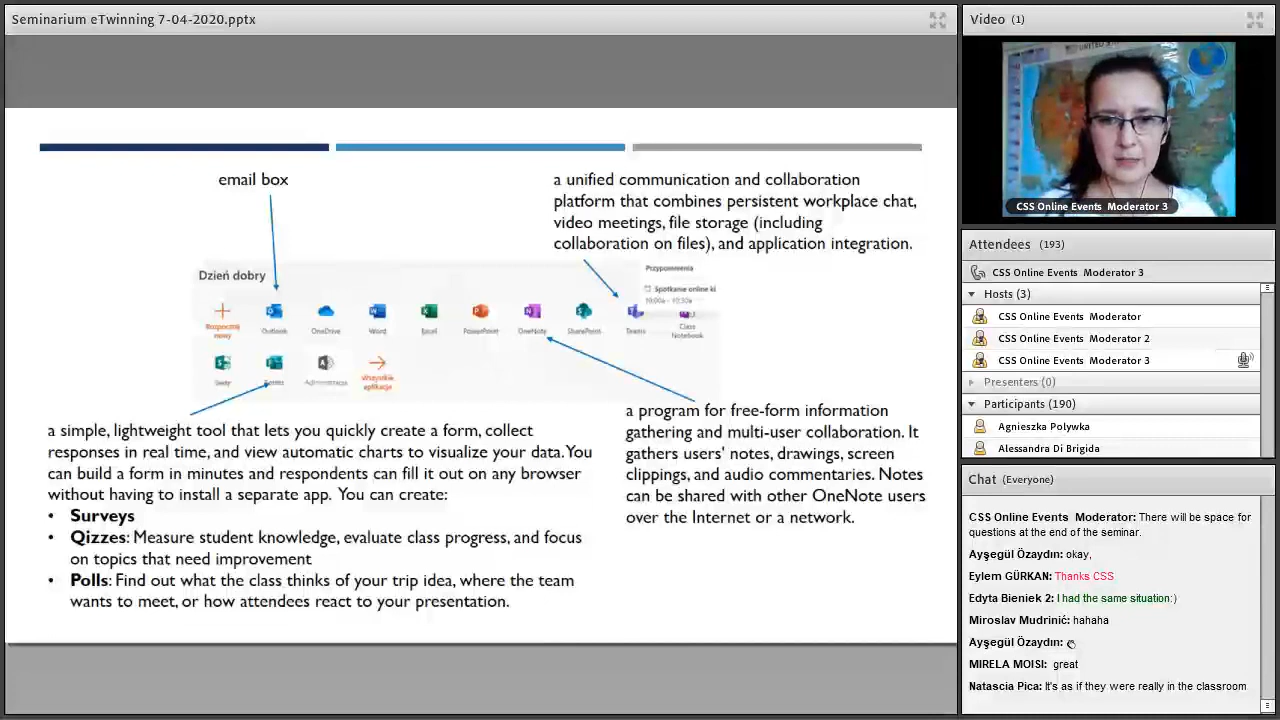 Seminarium eTwinning 7-04-2020.pptx
email box
a unified communication and collaboration
platform that combines persistent workplace chat,
video meetings, file storage (including
collaboration on files), and application integration.
Dzień dobry
Przypomnienia
Spotkanie online kl
10:00a - 10:30a
Rozpocznij
nowy
Outlook
OneDrive
Word
Excel
PowerPoint
OneNote
SharePoint
Teams
Class
Notebook
Sway
Forms
Administracja
Wszystkie
aplikacje
a simple, lightweight tool that lets you quickly create a form, collect
responses in real time, and view automatic charts to visualize your data. You
can build a form in minutes and respondents can fill it out on any browser
without having to install a separate app. You can create:
• Surveys
• Qizzes: Measure student knowledge, evaluate class progress, and focus
on topics that need improvement
• Polls: Find out what the class thinks of your trip idea, where the team
wants to meet, or how attendees react to your presentation.
a program for free-form information
gathering and multi-user collaboration. It
gathers users' notes, drawings, screen
clippings, and audio commentaries. Notes
can be shared with other OneNote users
over the Internet or a network.
Video (1)
CSS Online Events Moderator 3
Attendees (193)
CSS Online Events Moderator 3
Hosts (3)
CSS Online Events Moderator
CSS Online Events Moderator 2
CSS Online Events Moderator 3
Presenters (0)
Participants (190)
Agnieszka Polywka
Alessandra Di Brigida
Chat (Everyone)
CSS Online Events Moderator: There will be space for
questions at the end of the seminar.
Ayşegül Özaydın: okay,
Eylem GÜRKAN: Thanks CSS
Edyta Bieniek 2: I had the same situation:)
Miroslav Mudrinić: hahaha
Ayşegül Özaydın:
MIRELA MOISI: great
Natascia Pica: It's as if they were really in the classroom